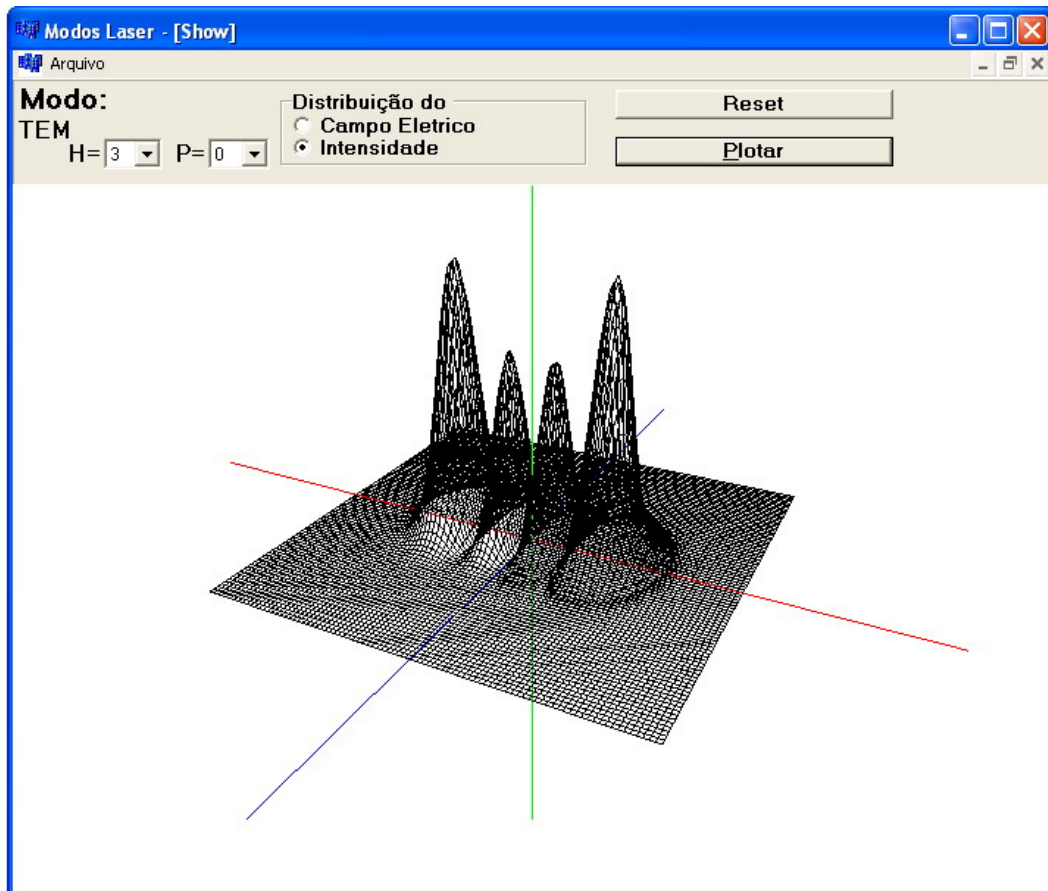 Modos Laser - [Show]
Arquivo
Modo:
TEM
H= 3 P= 0
Distribuição do
Campo Eletrico
Intensidade
Reset
Plotar